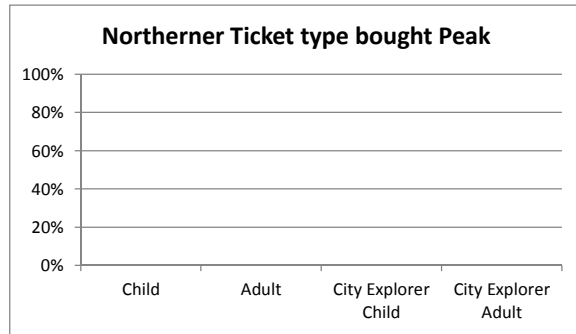 Northerner Ticket type bought Peak
100%
80%
60%
40%
20%
0%
Child Adult City Explorer City Explorer
Child Adult